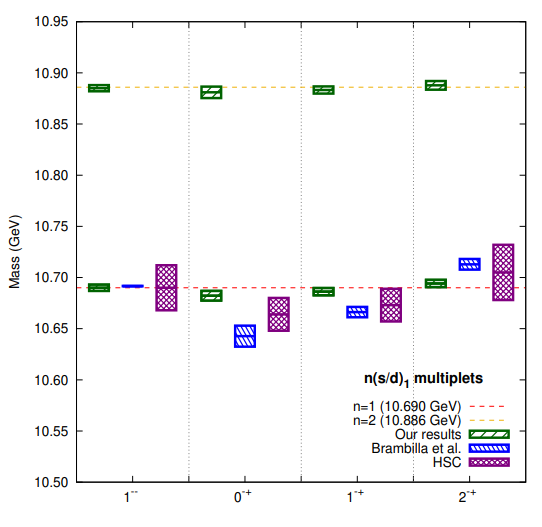 10.95
10.90
10.85
10.80
10.75
10.70
10.65
10.60
10.55
10.50
Mass (GeV)
n(s/d)₁ multiplets
n=1 (10.690 GeV)
n=2 (10.886 GeV)
Our results
Brambilla et al.
HSC
1⁻⁻ 0⁻⁺ 1⁻⁺ 2⁻⁺